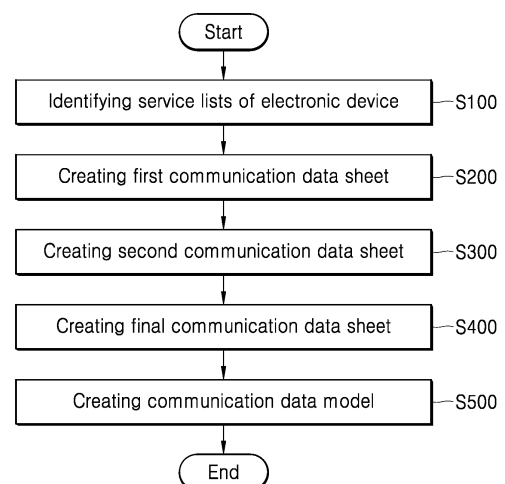 Start
Identifying service lists of electronic device S100
Creating first communication data sheet S200
Creating second communication data sheet S300
Creating final communication data sheet S400
Creating communication data model S500
End